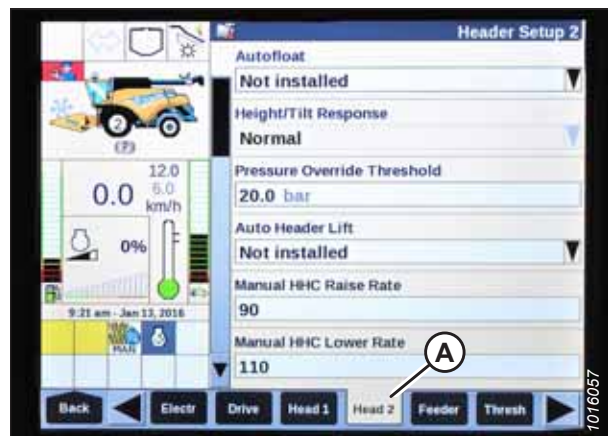 Header Setup 2
Autofloat
Not installed
Height/Tilt Response
Normal
Pressure Override Threshold
20.0 bar
Auto Header Lift
Not installed
Manual HHC Raise Rate
90
Manual HHC Lower Rate
110
2
(P)
12.0
0.0
6.0
km/h
0%
9:21 am - Jan 13, 2016
MAN
A
Back
Electr
Drive
Head 1
Head 2
Feeder
Thresh
1016057